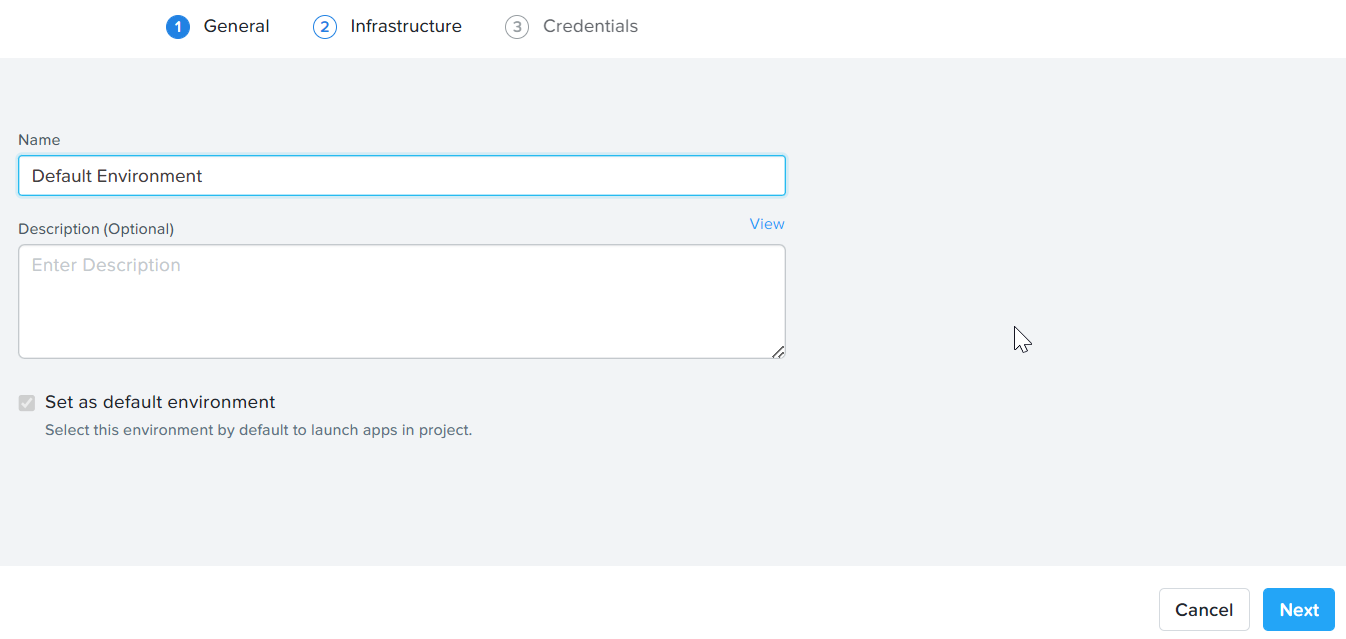 1 General 2 Infrastructure 3 Credentials
Name
Default Environment
Description (Optional) View
Enter Description
Set as default environment
Select this environment by default to launch apps in project.
Cancel Next